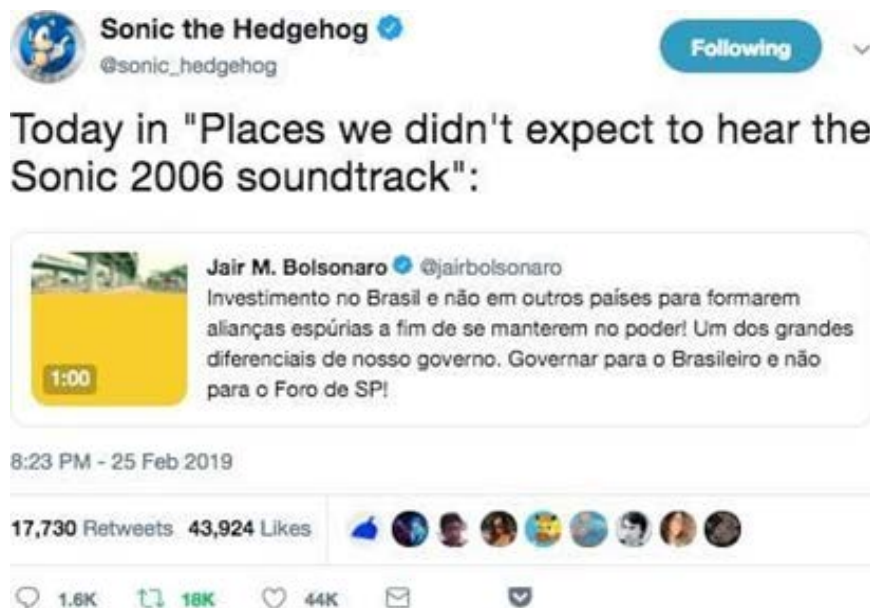 Sonic the Hedgehog
@sonic_hedgehog
Following
Today in "Places we didn't expect to hear the
Sonic 2006 soundtrack":
Jair M. Bolsonaro @jairbolsonaro
Investimento no Brasil e não em outros países para formarem
alianças espúrias a fim de se manterem no poder! Um dos grandes
diferenciais de nosso governo. Governar para o Brasileiro e não
para o Foro de SP!
1:00
8:23 PM - 25 Feb 2019
17,730 Retweets 43,924 Likes
1.6K 18K 44K